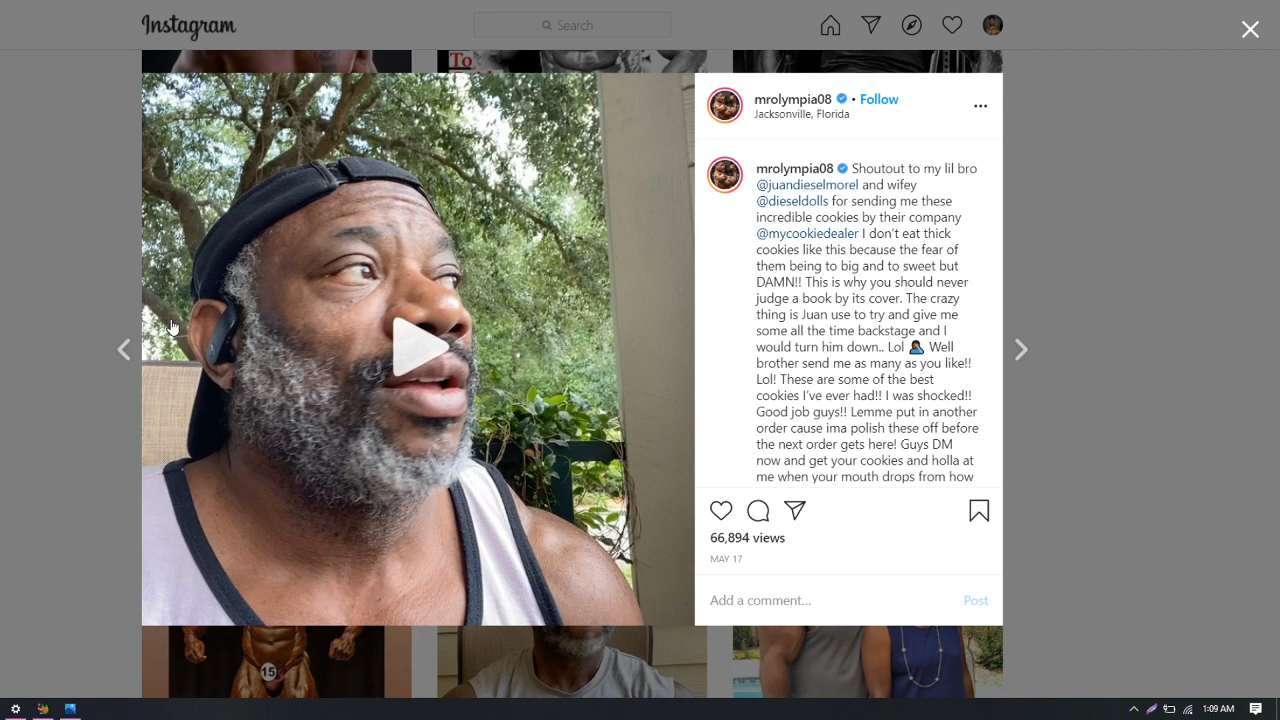 Instagram
Search
To
mrolympia08 • Follow
Jacksonville, Florida
mrolympia08 Shoutout to my lil bro
@juandieselmorel and wifey
@dieseldolls for sending me these
incredible cookies by their company
@mycookiedealer I don't eat thick
cookies like this because the fear of
them being to big and to sweet but
DAMN!! This is why you should never
judge a book by its cover. The crazy
thing is Juan use to try and give me
some all the time backstage and I
would turn him down.. Lol 🤦🏿‍♂️ Well
brother send me as many as you like!!
Lol! These are some of the best
cookies I've ever had!! I was shocked!!
Good job guys!! Lemme put in another
order cause ima polish these off before
the next order gets here! Guys DM
now and get your cookies and holla at
me when your mouth drops from how
66,894 views
MAY 17
Add a comment... Post
15
1:09 AM